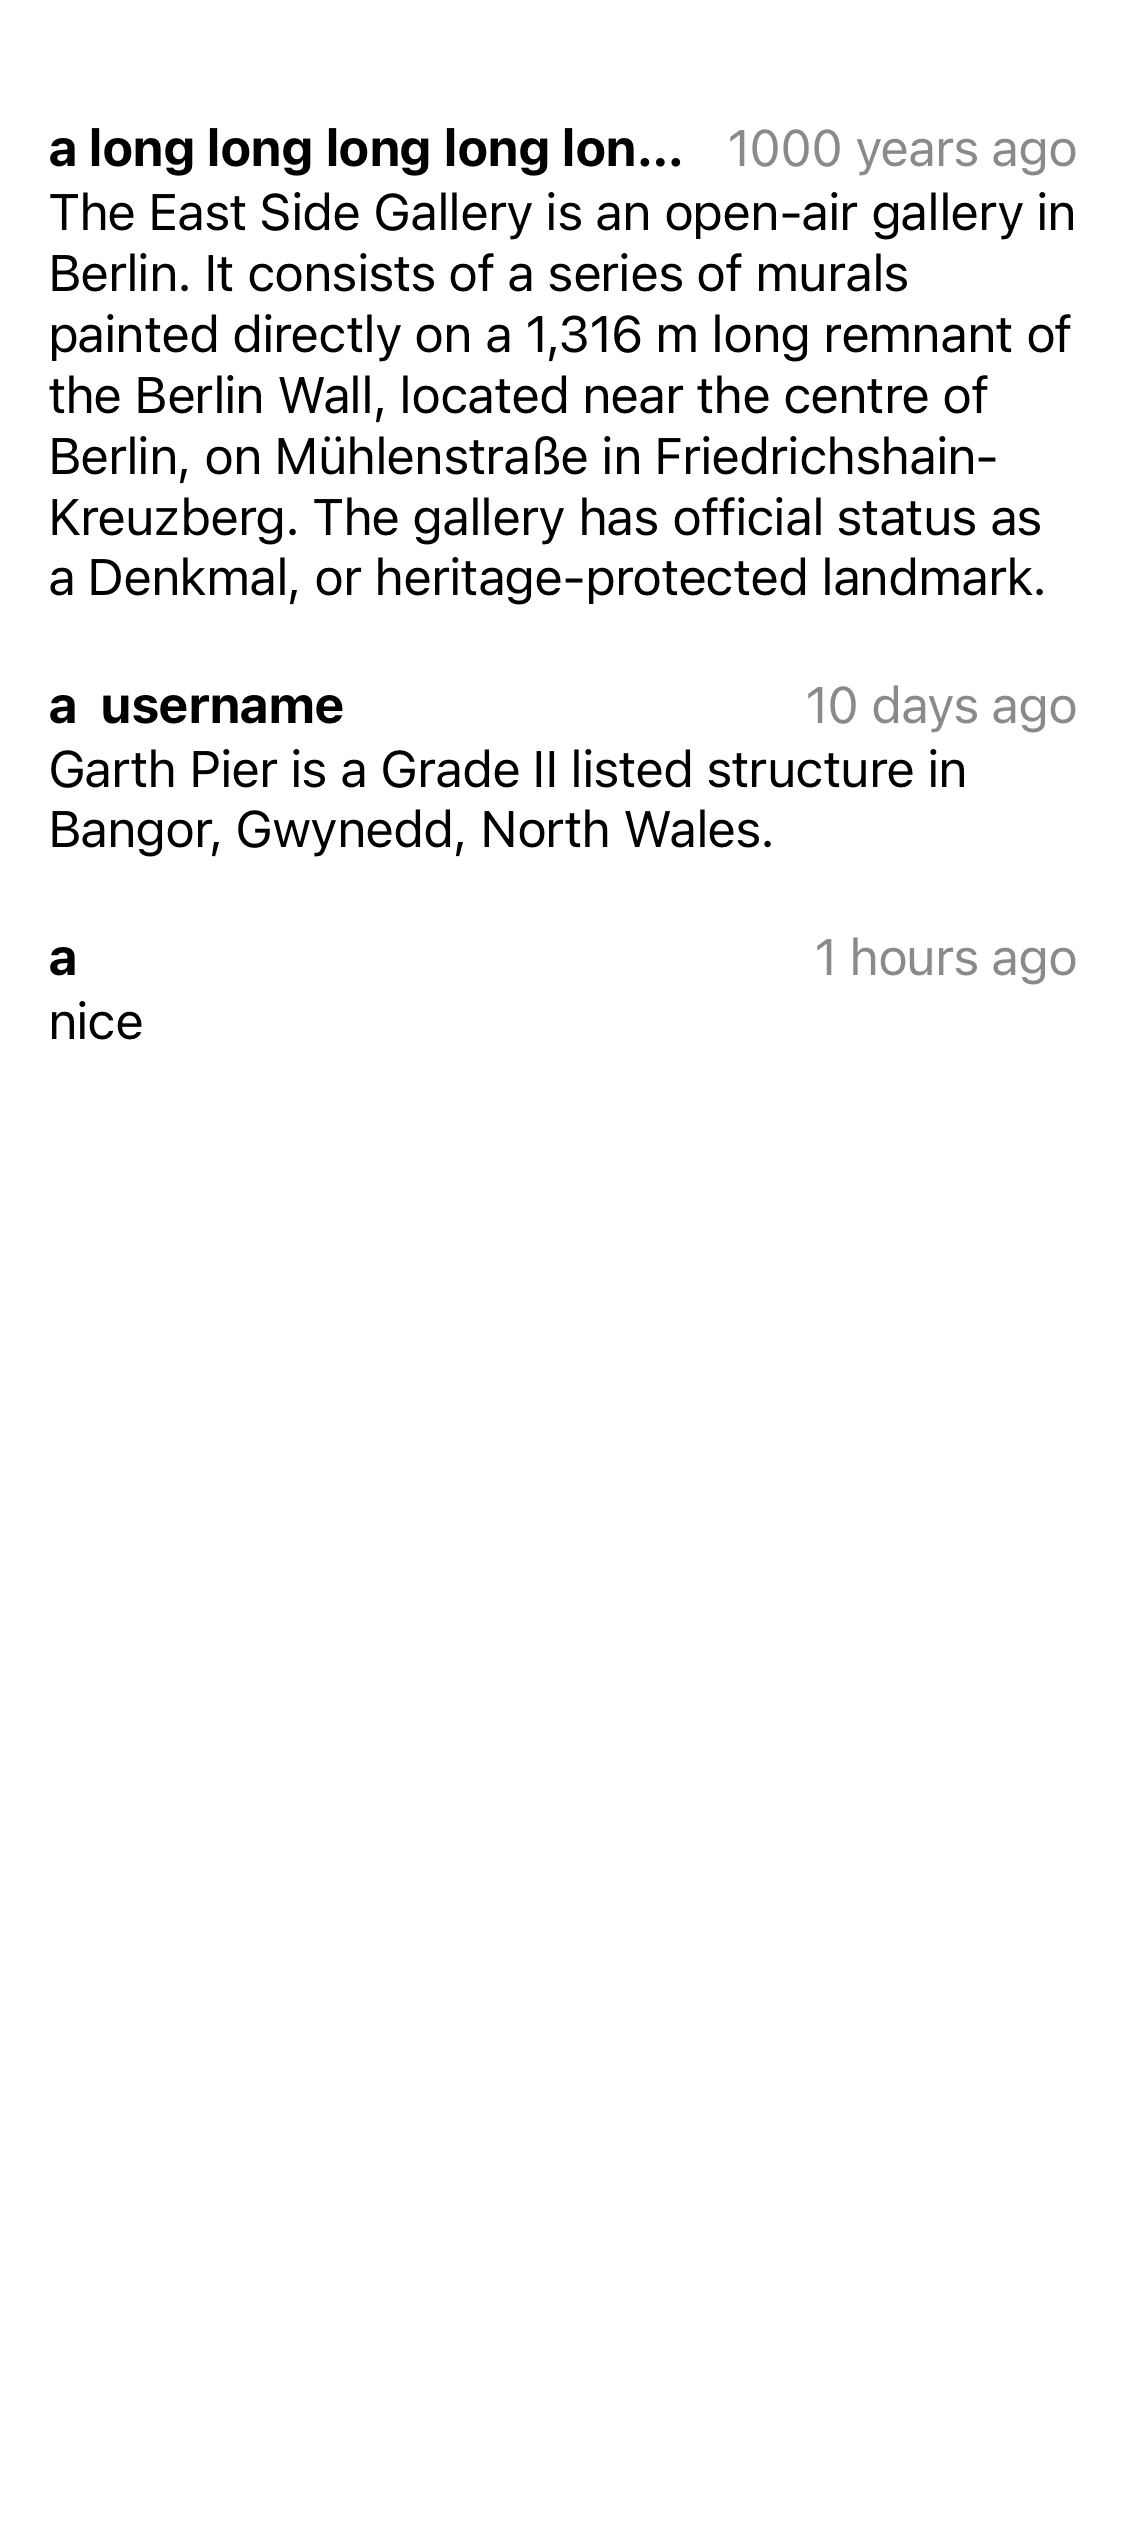 a long long long long lon...
1000 years ago
The East Side Gallery is an open-air gallery in
Berlin. It consists of a series of murals
painted directly on a 1,316 m long remnant of
the Berlin Wall, located near the centre of
Berlin, on Mühlenstraße in Friedrichshain-
Kreuzberg. The gallery has official status as
a Denkmal, or heritage-protected landmark.
a  username
10 days ago
Garth Pier is a Grade II listed structure in
Bangor, Gwynedd, North Wales.
a
1 hours ago
nice